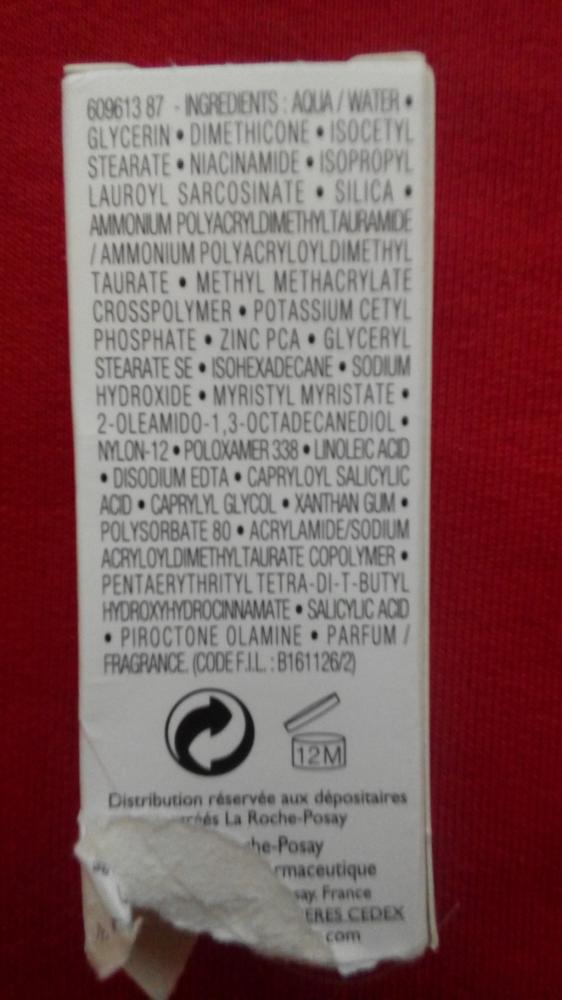 609613 87 - INGREDIENTS : AQUA / WATER •
GLYCERIN • DIMETHICONE • ISOCETYL
STEARATE • NIACINAMIDE • ISOPROPYL
LAUROYL SARCOSINATE • SILICA •
AMMONIUM POLYACRYLDIMETHYLTAURAMIDE
/ AMMONIUM POLYACRYLOYLDIMETHYL
TAURATE • METHYL METHACRYLATE
CROSSPOLYMER • POTASSIUM CETYL
PHOSPHATE • ZINC PCA • GLYCERYL
STEARATE SE • ISOHEXADECANE • SODIUM
HYDROXIDE • MYRISTYL MYRISTATE •
2-OLEAMIDO-1,3-OCTADECANEDIOL •
NYLON-12 • POLOXAMER 338 • LINOLEIC ACID
• DISODIUM EDTA • CAPRYLOYL SALICYLIC
ACID • CAPRYLYL GLYCOL • XANTHAN GUM •
POLYSORBATE 80 • ACRYLAMIDE/SODIUM
ACRYLOYLDIMETHYLTAURATE COPOLYMER •
PENTAERYTHRITYL TETRA-DI-T-BUTYL
HYDROXYHYDROCINNAMATE • SALICYLIC ACID
• PIROCTONE OLAMINE • PARFUM /
FRAGRANCE. (CODE F.I.L. : B161126/2)
12M
Distribution réservée aux dépositaires
La Roche-Posay
he-Posay
rmaceutique
say, France
ERES CEDEX
com